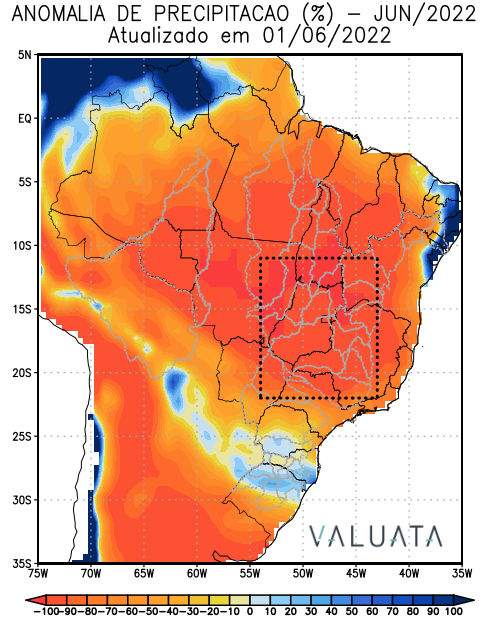 ANOMALIA DE PRECIPITACAO (%) – JUN/2022
Atualizado em 01/06/2022
5N
EQ
5S
10S
15S
20S
25S
30S
35S
VALUATA
75W 70W 65W 60W 55W 50W 45W 40W 35W
-100 -90 -80 -70 -60 -50 -40 -30 -20 -10 0 10 20 30 40 50 60 70 80 90 100